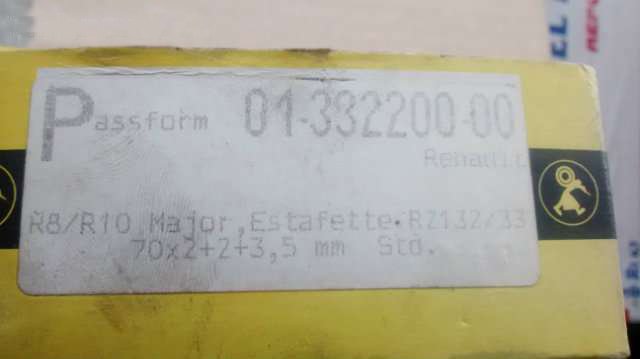 Passform 01-332200-00
Renault
R8/R10 Major,Estafette.R2132/33
70x2+2+3,5 mm Std.